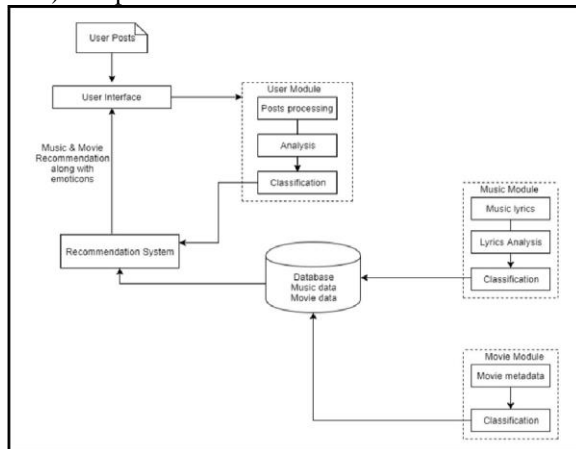 User Posts
User Interface
User Module
Posts processing
Analysis
Classification
Music & Movie
Recommendation
along with
emoticons
Recommendation System
Database
Music data
Movie data
Music Module
Music lyrics
Lyrics Analysis
Classification
Movie Module
Movie metadata
Classification